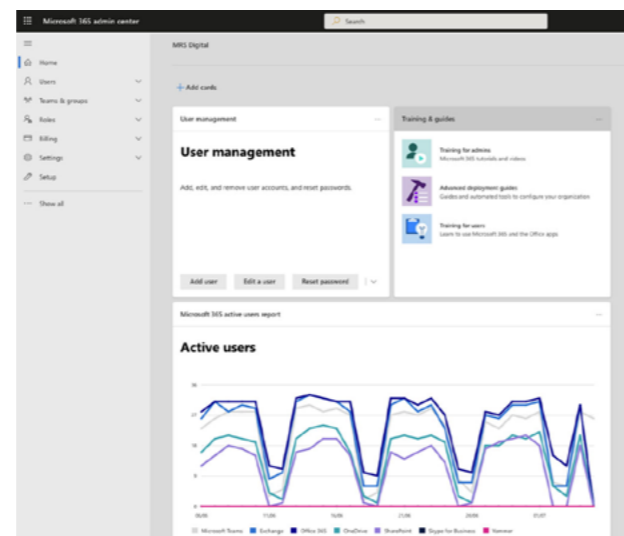 Microsoft 365 admin center
Search
MRS Digital
Home
Users
Teams & groups
Roles
Billing
Settings
Setup
Show all
Add cards
User management
User management
Add, edit, and remove user accounts, and reset passwords.
Add user
Edit a user
Reset password
Training & guides
Training for admins
Microsoft 365 tutorials and videos
Advanced deployment guides
Guides and automated tools to configure your organization
Training for users
Learn to use Microsoft 365 and the Office apps
Microsoft 365 active users report
Active users
36
27
9
0
Microsoft Teams Exchange Office 365 OneDrive SharePoint Skype for Business Yammer